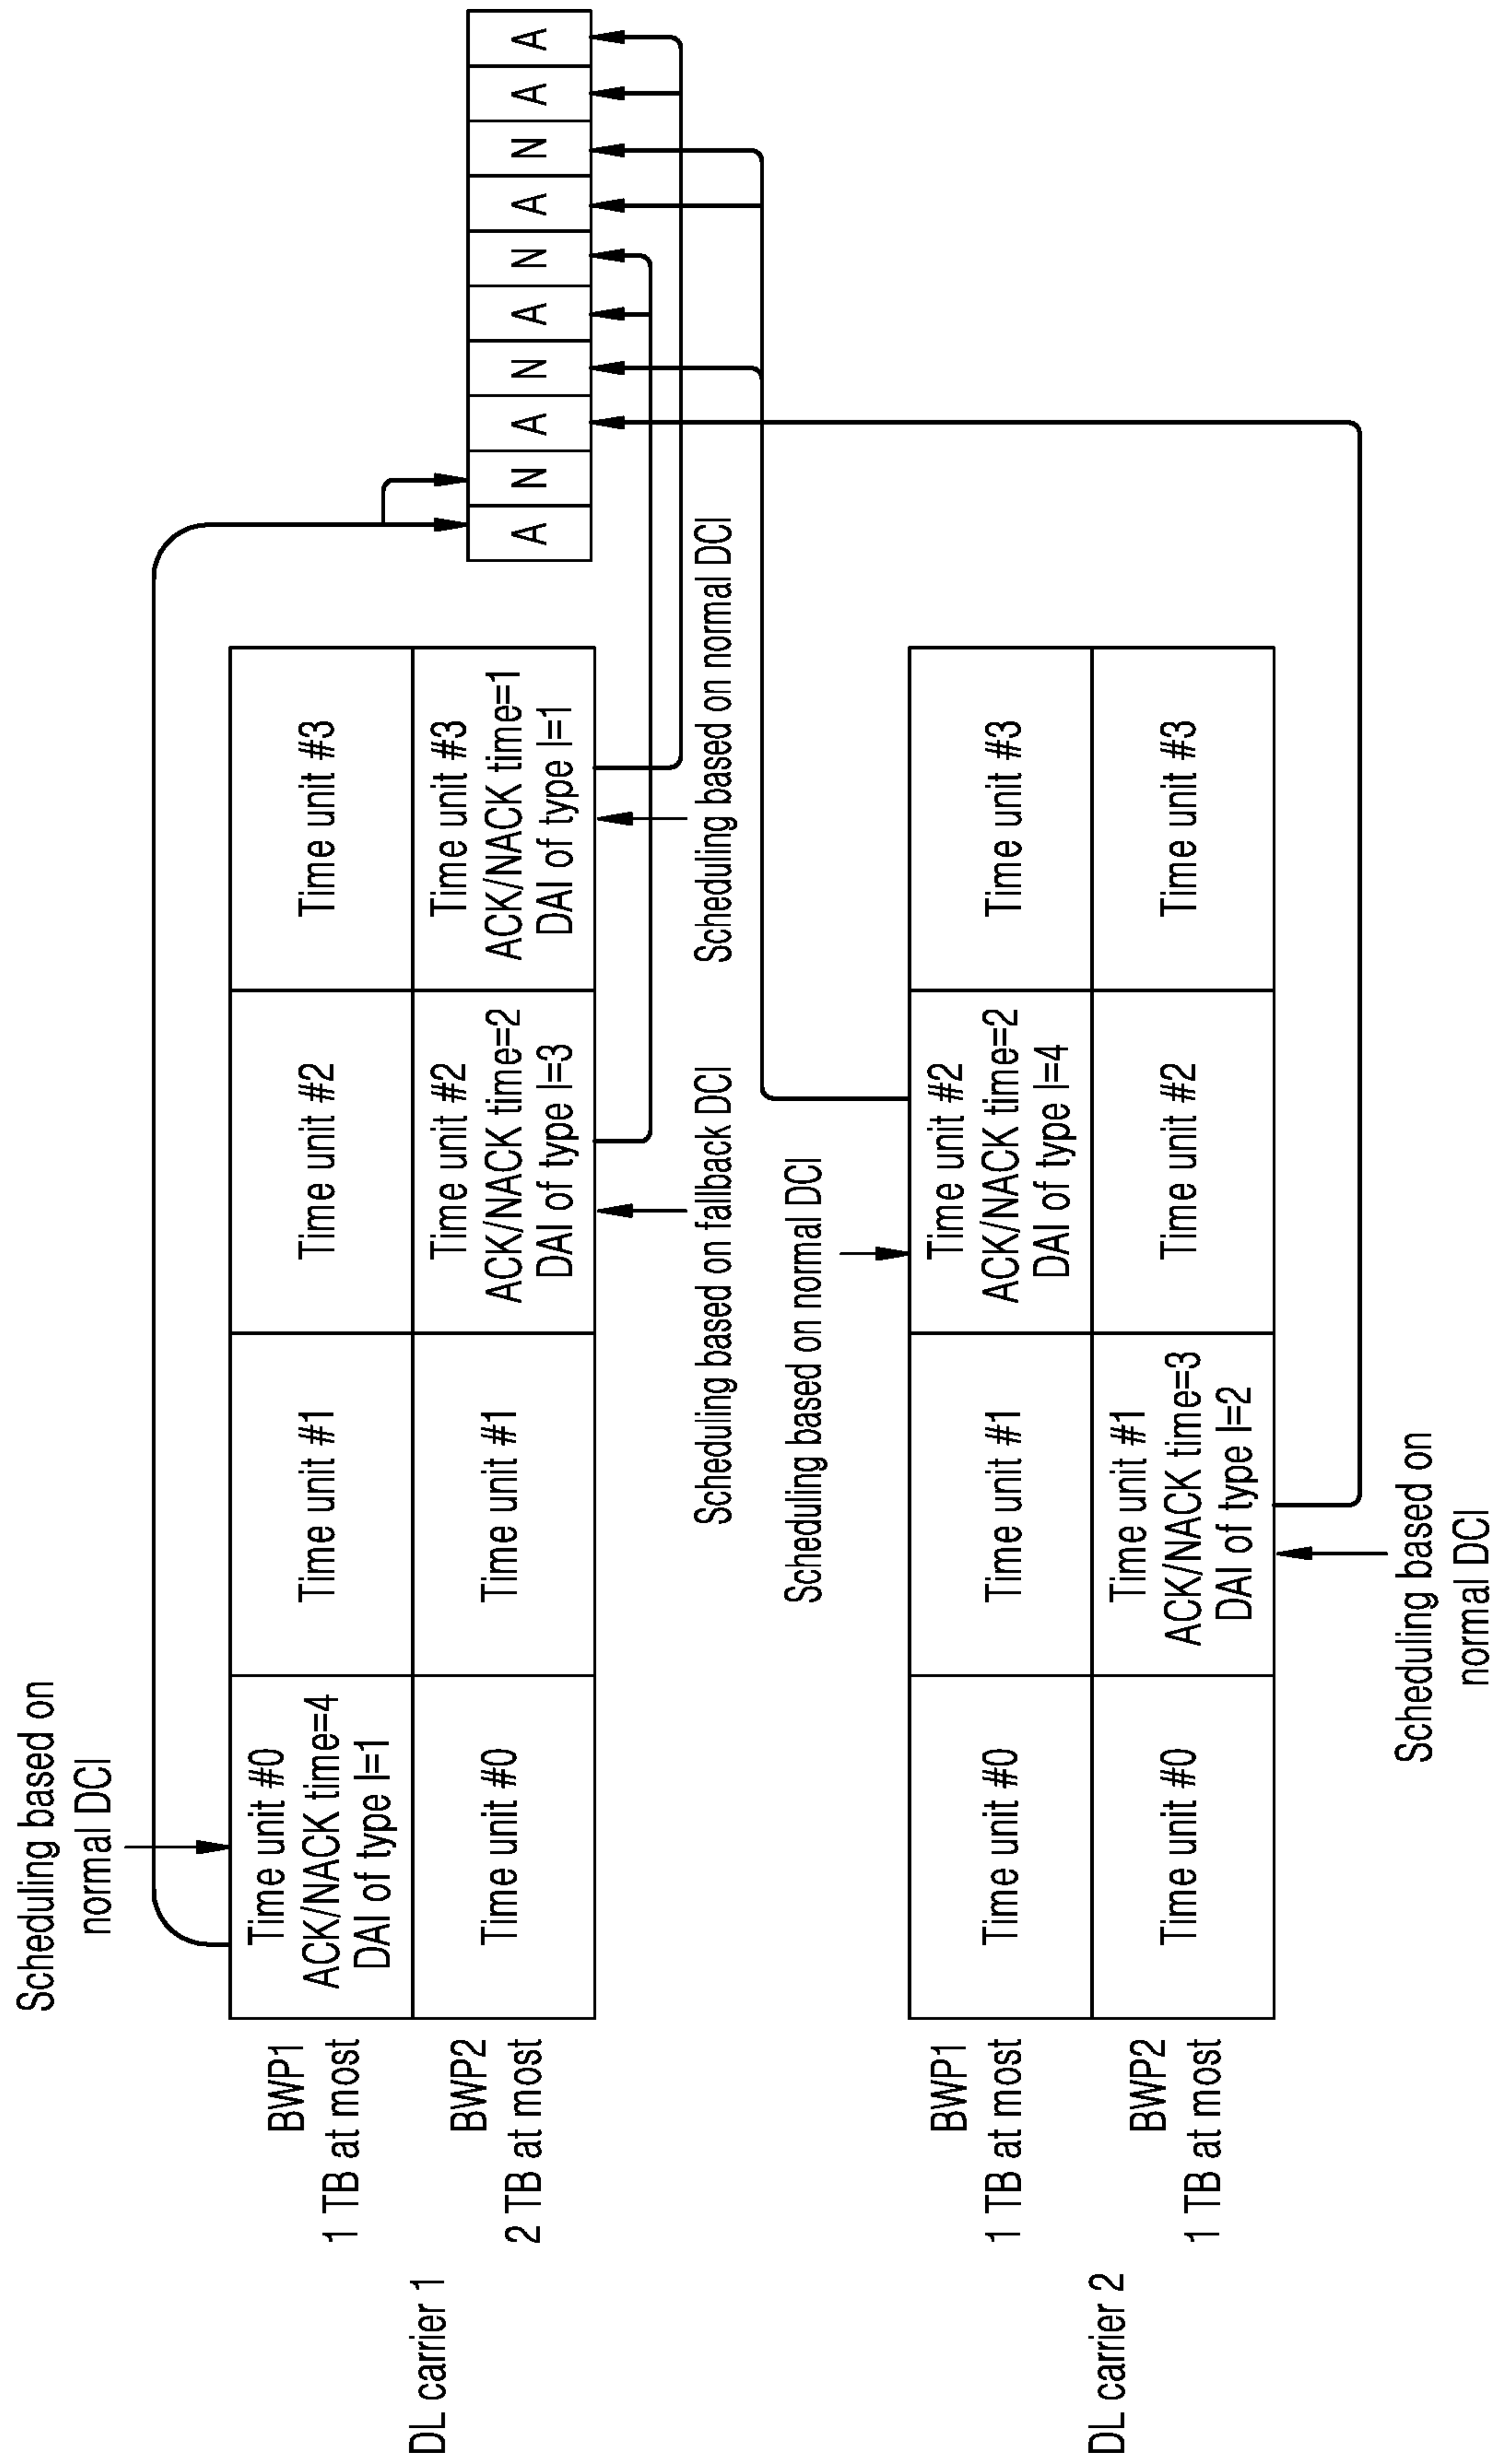 Scheduling based on
normal DCI
DL carrier 1
BWP1
1 TB at most
Time unit #0
ACK/NACK time=4
DAI of type I=1
Time unit #1
Time unit #2
Time unit #3
BWP2
2 TB at most
Time unit #0
Time unit #1
Time unit #2
ACK/NACK time=2
DAI of type I=3
Time unit #3
ACK/NACK time=1
DAI of type I=1
A N A N A N A N A A
Scheduling based on fallback DCI
Scheduling based on normal DCI
Scheduling based on normal DCI
DL carrier 2
BWP1
1 TB at most
Time unit #0
Time unit #1
Time unit #2
ACK/NACK time=2
DAI of type I=4
Time unit #3
BWP2
1 TB at most
Time unit #0
Time unit #1
ACK/NACK time=3
DAI of type I=2
Time unit #2
Time unit #3
Scheduling based on
normal DCI